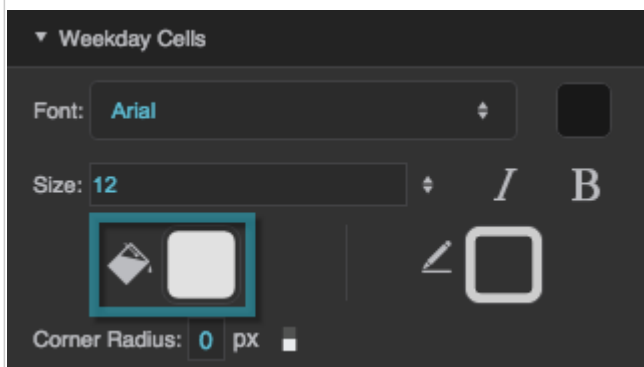 Weekday Cells
Font: Arial
Size: 12 I B
Corner Radius: 0 px